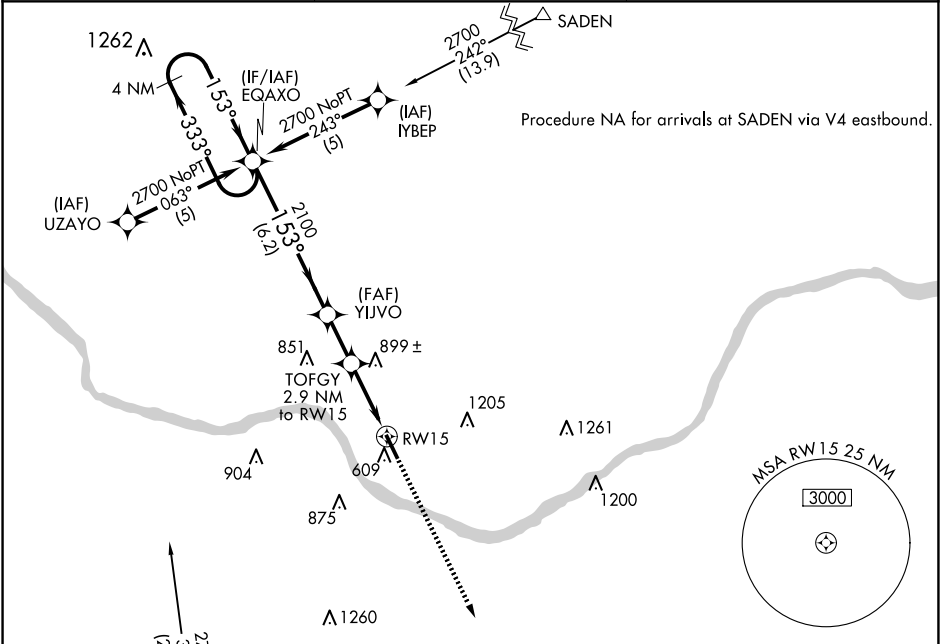 1262
SADEN
2700
242°
(13.9)
4 NM
(IF/IAF)
EQAXO
153°
333°
2700 NoPT
243°
(5)
(IAF)
IYBEP
Procedure NA for arrivals at SADEN via V4 eastbound.
(IAF)
UZAYO
2700 NoPT
063°
(5)
2100
153°
(6.2)
(FAF)
YIJVO
851
899 ±
TOFGY
2.9 NM
to RW15
RW15
1205
1261
904
609
875
1200
MSA RW15 25 NM
3000
1260